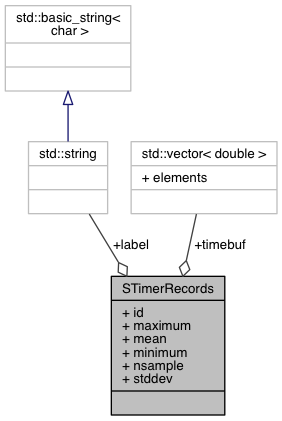 std::basic_string<
char >
std::string
std::vector< double >
+ elements
+label
+timebuf
STimerRecords
+ id
+ maximum
+ mean
+ minimum
+ nsample
+ stddev